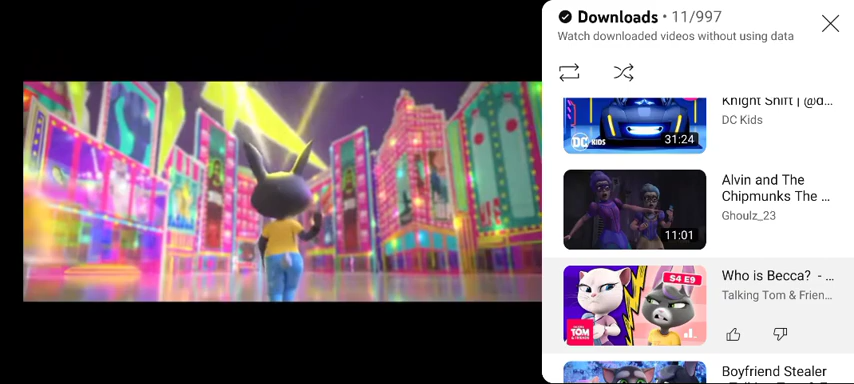 Downloads • 11/997
Watch downloaded videos without using data
Knight Shift | @d...
DC Kids
DC KIDS
31:24
Alvin and The
Chipmunks The ...
Ghoulz_23
11:01
Who is Becca? - ...
Talking Tom & Frien...
S4 E9
TOM
Boyfriend Stealer